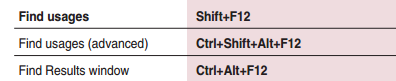 Find usages Shift+F12
Find usages (advanced) Ctrl+Shift+Alt+F12
Find Results window Ctrl+Alt+F12